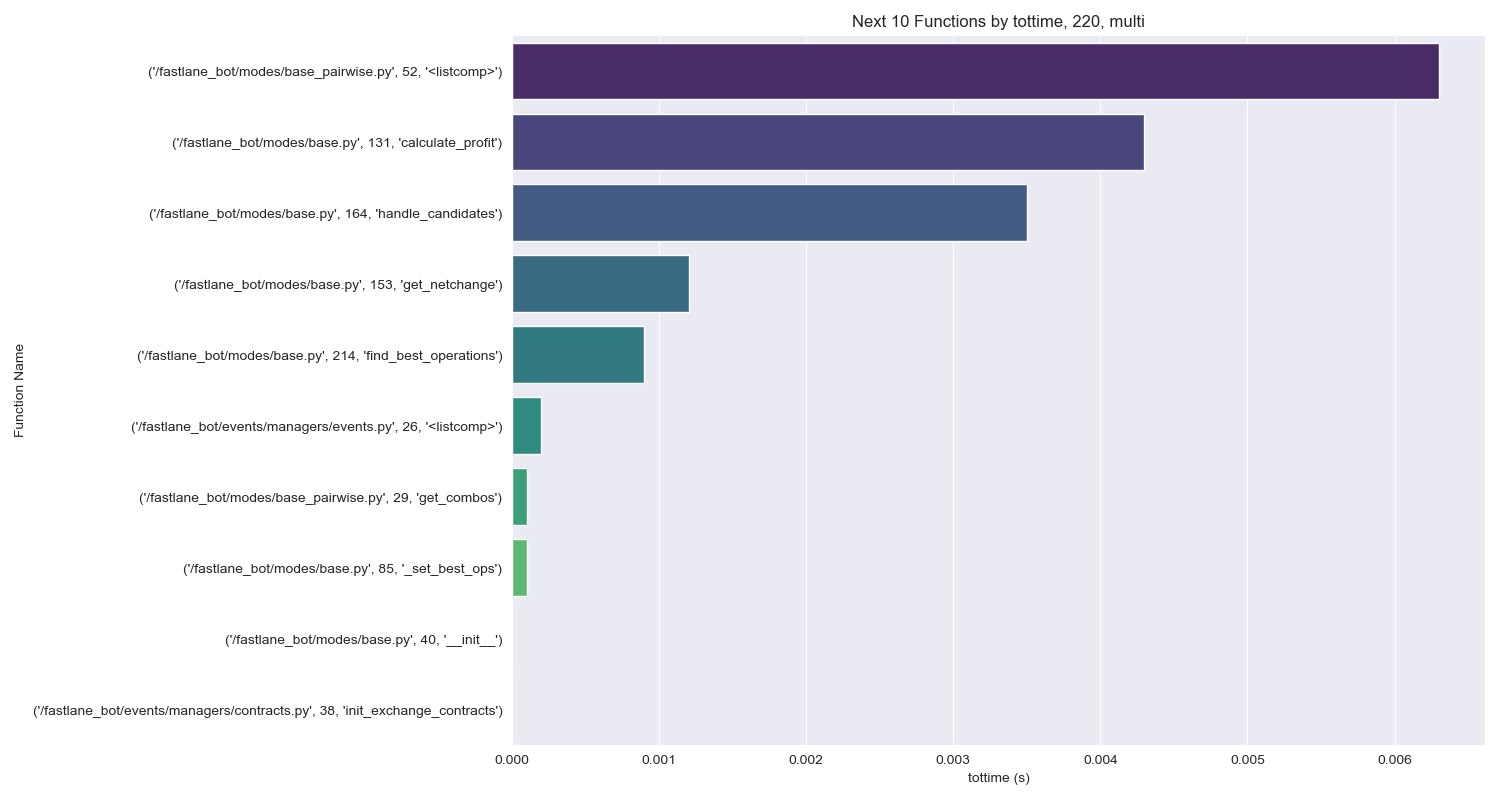 Next 10 Functions by tottime, 220, multi
Function Name
('/fastlane_bot/modes/base_pairwise.py', 52, '<listcomp>')
('/fastlane_bot/modes/base.py', 131, 'calculate_profit')
('/fastlane_bot/modes/base.py', 164, 'handle_candidates')
('/fastlane_bot/modes/base.py', 153, 'get_netchange')
('/fastlane_bot/modes/base.py', 214, 'find_best_operations')
('/fastlane_bot/events/managers/events.py', 26, '<listcomp>')
('/fastlane_bot/modes/base_pairwise.py', 29, 'get_combos')
('/fastlane_bot/modes/base.py', 85, '_set_best_ops')
('/fastlane_bot/modes/base.py', 40, '__init__')
('/fastlane_bot/events/managers/contracts.py', 38, 'init_exchange_contracts')
0.000 0.001 0.002 0.003 0.004 0.005 0.006
tottime (s)